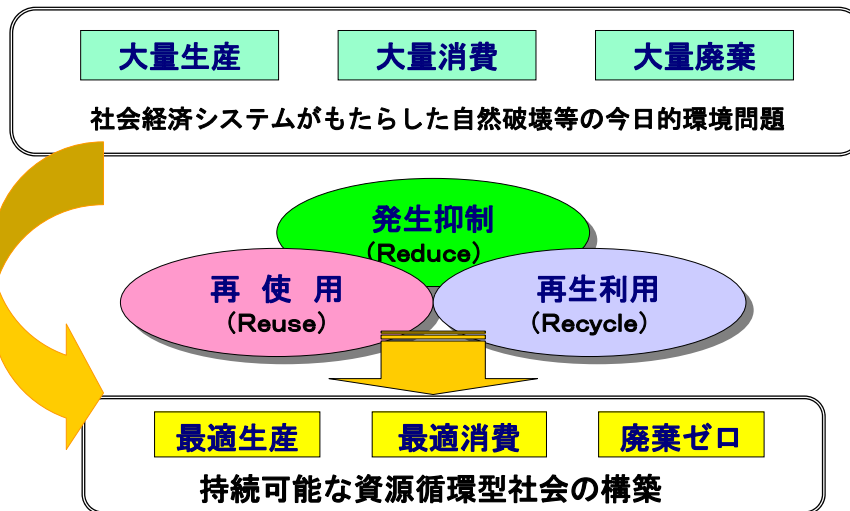 大量生産 大量消費 大量廃棄
社会経済システムがもたらした自然破壊等の今日的環境問題
発生抑制
（Reduce）
再 使 用 再生利用
（Reuse） （Recycle）
最適生産 最適消費 廃棄ゼロ
持続可能な資源循環型社会の構築